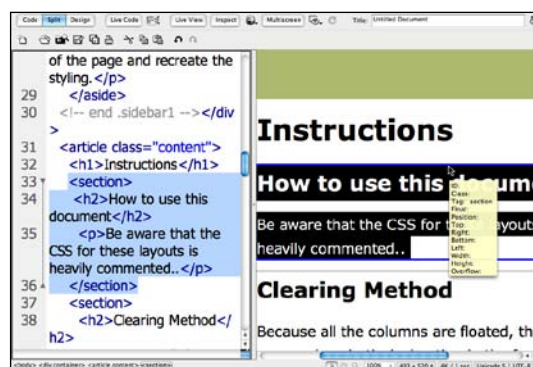 Code Split Design Live Code Live View Inspect Multiscreen Title: Untitled Document
of the page and recreate the
styling.</p>
29 </aside>
30 <!-- end .sidebar1 --></div
>
31 <article class="content">
32 <h1>Instructions</h1>
33 <section>
34 <h2>How to use this
document</h2>
35 <p>Be aware that the
CSS for these layouts is
heavily commented..</p>
36 </section>
37 <section>
38 <h2>Clearing Method</
h2>
Instructions
How to use this docume
Be aware that the CSS for these layouts
heavily commented..
ID:
Class:
Tag: section
Float:
Position:
Top:
Right:
Bottom:
Left:
Width:
Height:
Overflow:
Clearing Method
Because all the columns are floated, th
<body> <div.container> <article.content> <section>
100%